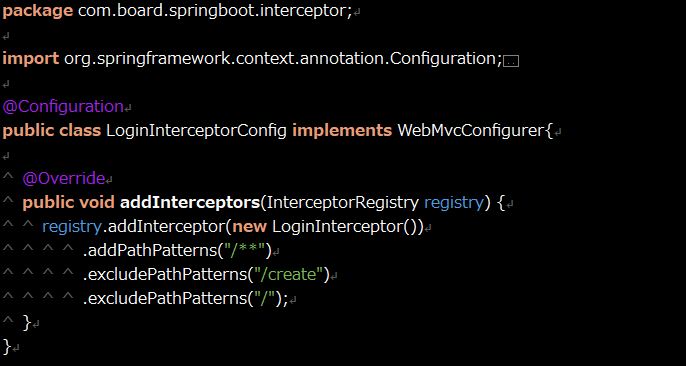 package com.board.springboot.interceptor;

import org.springframework.context.annotation.Configuration;

@Configuration
public class LoginInterceptorConfig implements WebMvcConfigurer{

@Override
public void addInterceptors(InterceptorRegistry registry) {
registry.addInterceptor(new LoginInterceptor())
.addPathPatterns("/**")
.excludePathPatterns("/create")
.excludePathPatterns("/");
}
}